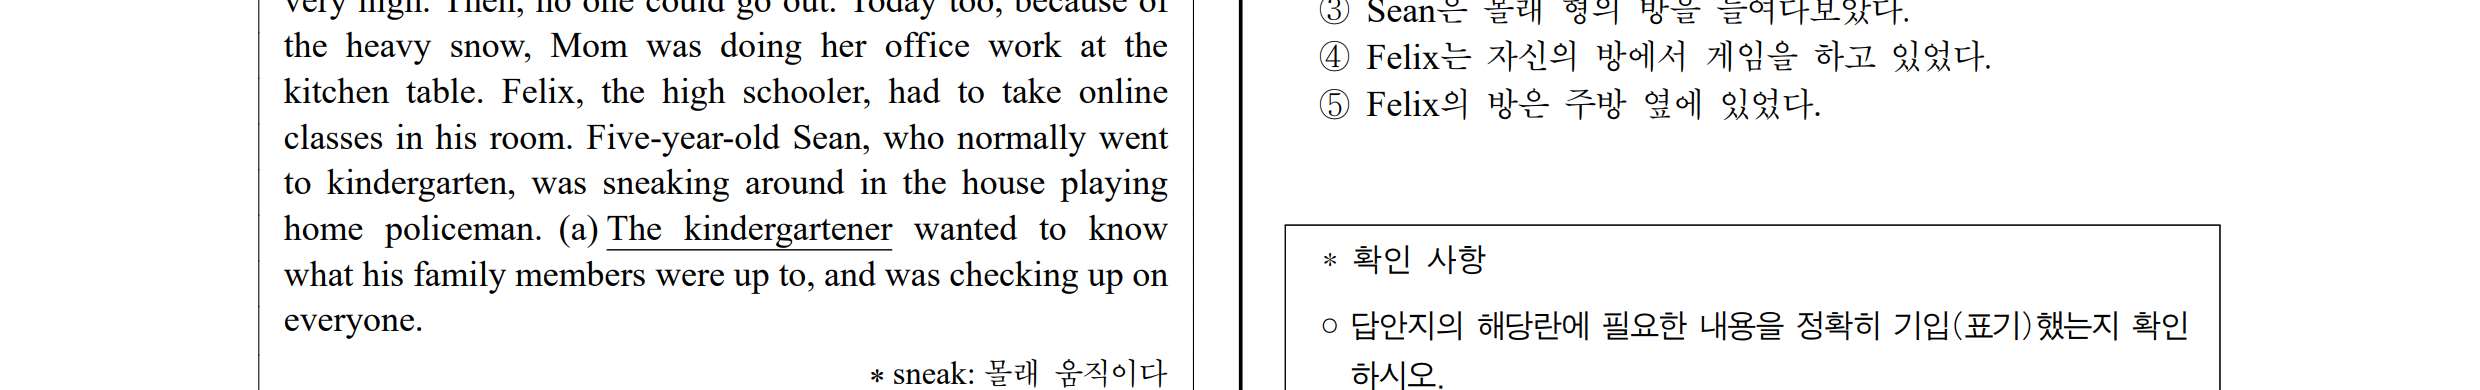 very high. Then, no one could go out. Today too, because of
the heavy snow, Mom was doing her office work at the
kitchen table. Felix, the high schooler, had to take online
classes in his room. Five-year-old Sean, who normally went
to kindergarten, was sneaking around in the house playing
home policeman. (a) The kindergartener wanted to know
what his family members were up to, and was checking up on
everyone.
* sneak: 몰래 움직이다
③ Sean은 몰래 형의 방을 들여다보았다.
④ Felix는 자신의 방에서 게임을 하고 있었다.
⑤ Felix의 방은 주방 옆에 있었다.
* 확인 사항
○ 답안지의 해당란에 필요한 내용을 정확히 기입(표기)했는지 확인
하시오.